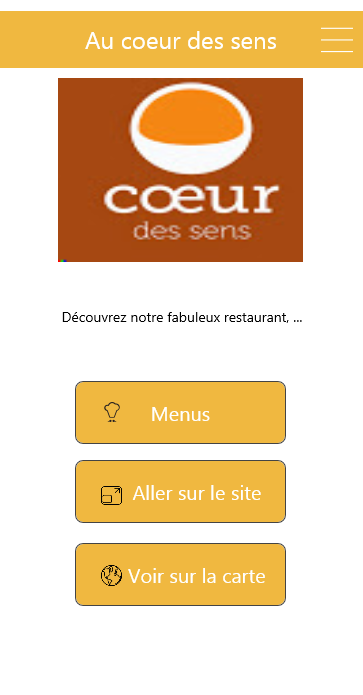 Au coeur des sens
cœur
des sens
Découvrez notre fabuleux restaurant, ...
Menus
Aller sur le site
Voir sur la carte